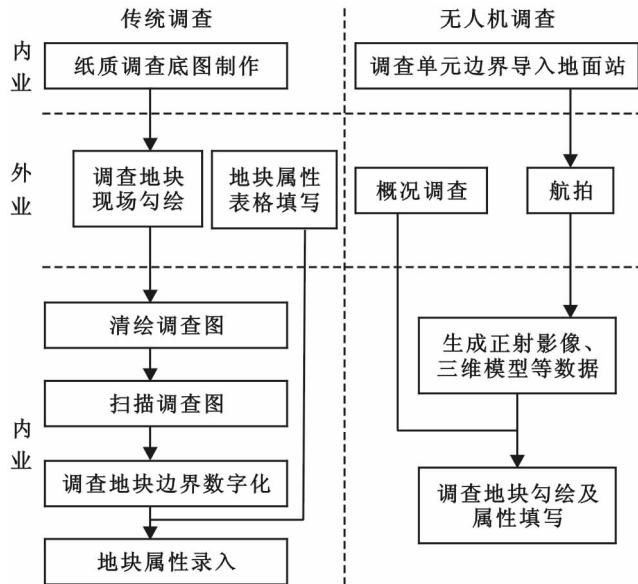 传统调查
无人机调查
内业
纸质调查底图制作
调查单元边界导入地面站
外业
调查地块
现场勾绘
地块属性
表格填写
概况调查
航拍
内业
清绘调查图
扫描调查图
调查地块边界数字化
地块属性录入
生成正射影像、
三维模型等数据
调查地块勾绘及
属性填写